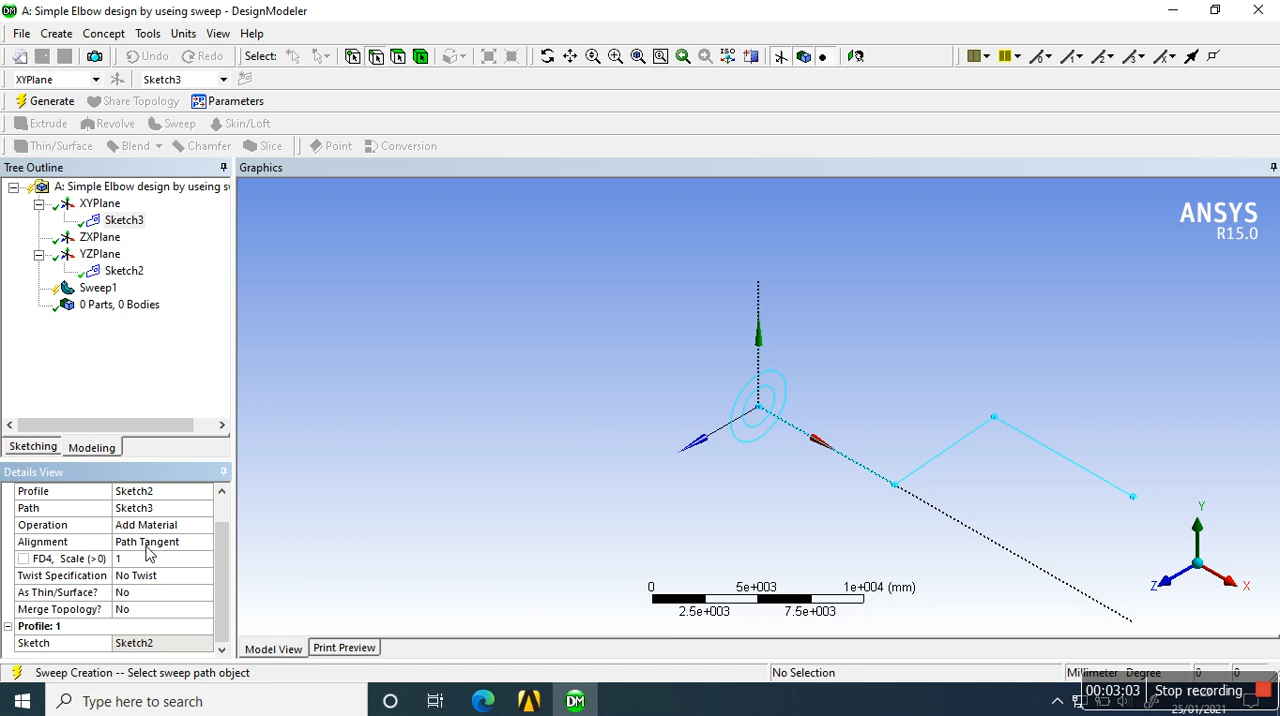 A: Simple Elbow design by useing sweep - DesignModeler
File Create Concept Tools Units View Help
Undo Redo Select: ISO
XYPlane Sketch3
Generate Share Topology Parameters
Extrude Revolve Sweep Skin/Loft
Thin/Surface Blend Chamfer Slice Point Conversion
Tree Outline
Graphics
A: Simple Elbow design by useing s
XYPlane
Sketch3
ZXPlane
YZPlane
Sketch2
Sweep1
0 Parts, 0 Bodies
ANSYS
R15.0
Sketching Modeling
Details View
Profile Sketch2
Path Sketch3
Operation Add Material
Alignment Path Tangent
FD4, Scale (>0) 1
Twist Specification No Twist
As Thin/Surface? No
Merge Topology? No
Profile: 1
Sketch Sketch2
0 5e+003 1e+004 (mm)
2.5e+003 7.5e+003
Y
Z
X
Model View Print Preview
Sweep Creation -- Select sweep path object
No Selection
Millimeter Degree 0 0
Type here to search
DM
00:03:03 Stop recording
25/01/2021